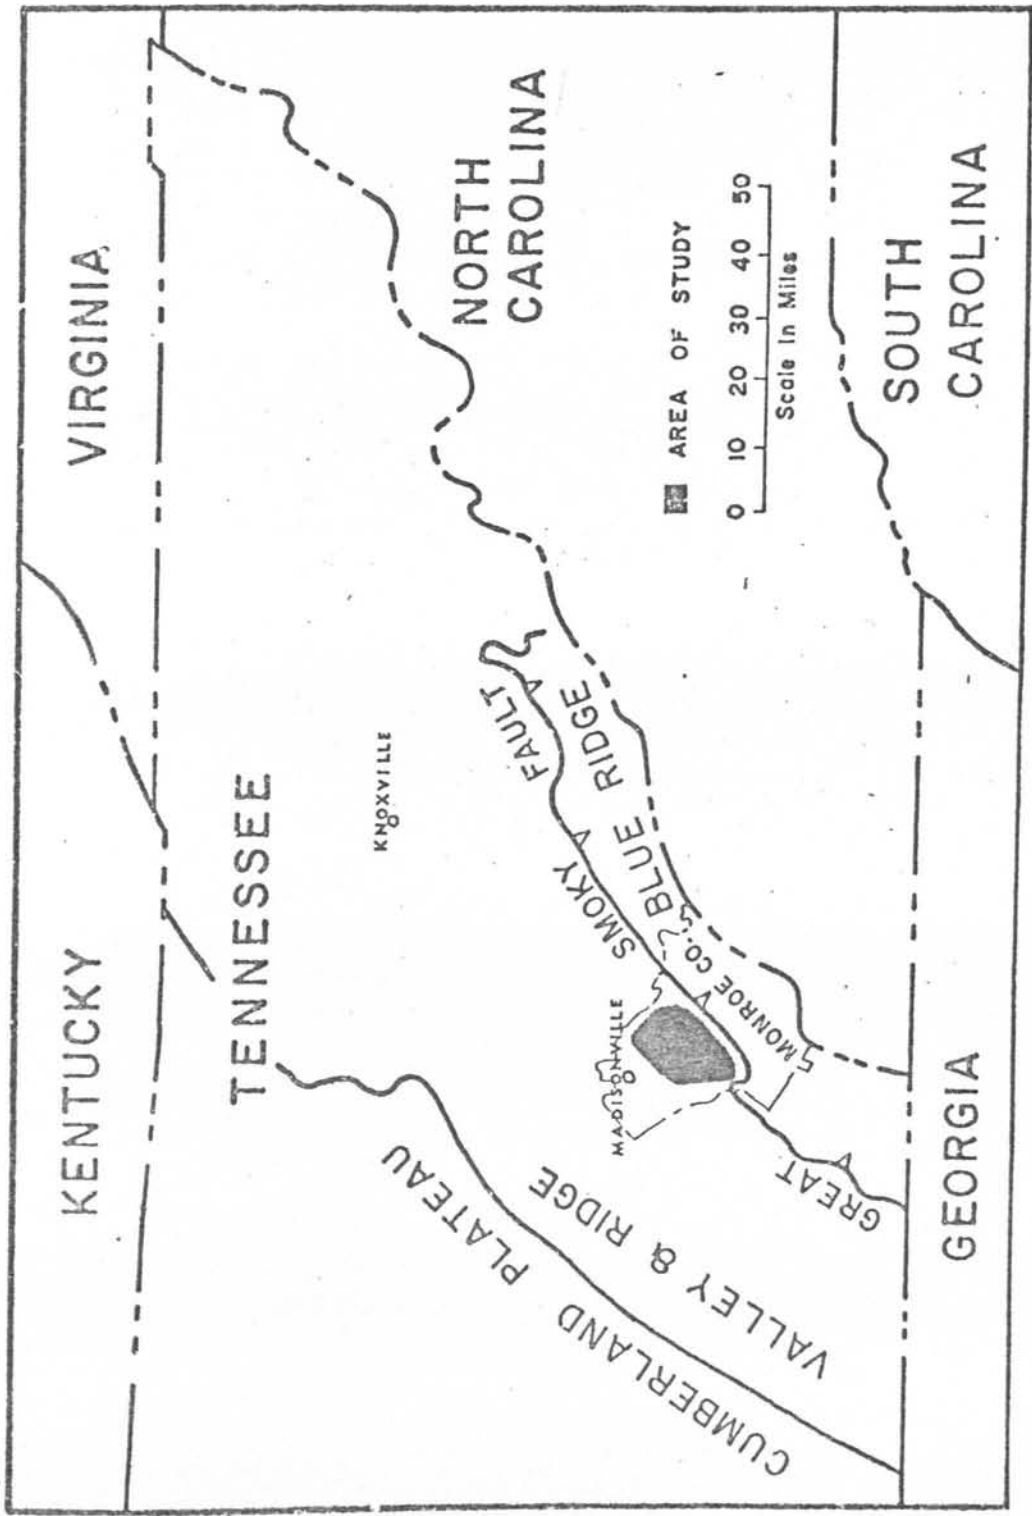 KENTUCKY
VIRGINIA
TENNESSEE
KNOXVILLE
NORTH
CAROLINA
CUMBERLAND PLATEAU
VALLEY & RIDGE
MADISONVILLE
GREAT SMOKY FAULT
BLUE RIDGE
MONROE CO.
AREA OF STUDY
0 10 20 30 40 50
Scale In Miles
GEORGIA
SOUTH
CAROLINA